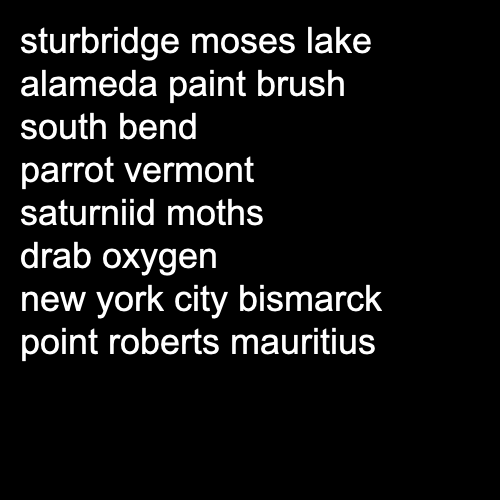 sturbridge moses lake
alameda paint brush
south bend
parrot vermont
saturniid moths
drab oxygen
new york city bismarck
point roberts mauritius